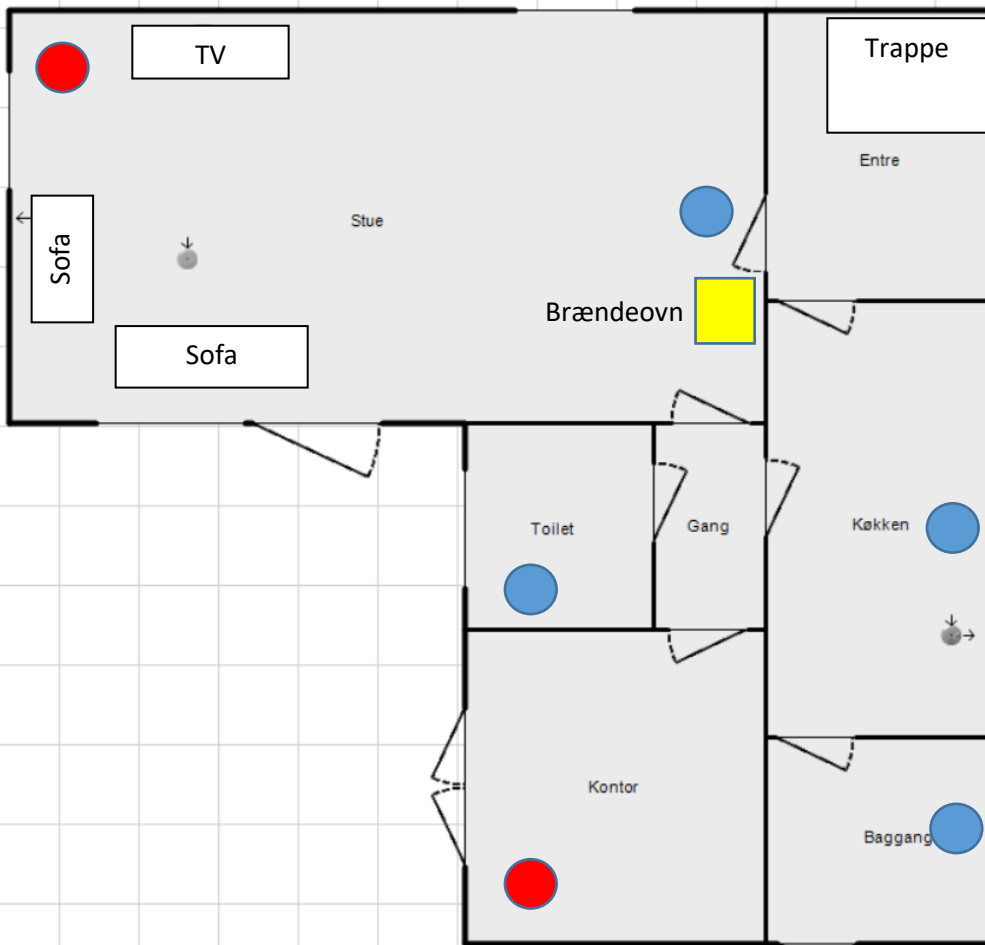 TV
Trappe
Entre
Stue
Sofa
Brændeovn
Sofa
Toilet
Gang
Køkken
Kontor
Baggang